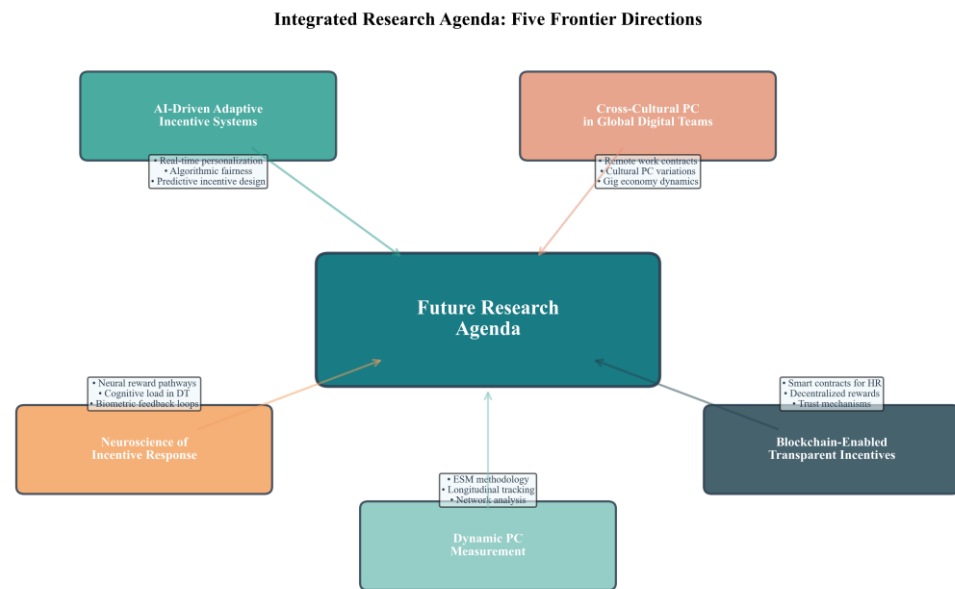 Integrated Research Agenda: Five Frontier Directions
AI-Driven Adaptive
Incentive Systems
• Real-time personalization
• Algorithmic fairness
• Predictive incentive design
Cross-Cultural PC
in Global Digital Teams
• Remote work contracts
• Cultural PC variations
• Gig economy dynamics
Future Research
Agenda
• Neural reward pathways
• Cognitive load in DT
• Biometric feedback loops
Neuroscience of
Incentive Response
• Smart contracts for HR
• Decentralized rewards
• Trust mechanisms
Blockchain-Enabled
Transparent Incentives
• ESM methodology
• Longitudinal tracking
• Network analysis
Dynamic PC
Measurement